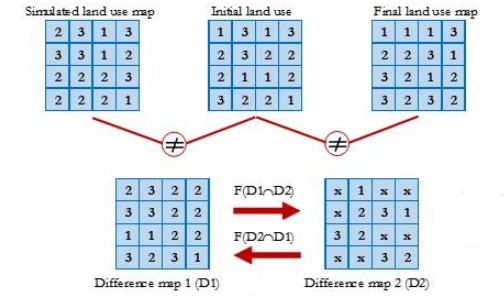 Simulated land use map Initial land use Final land use map
2 3 1 3 1 3 1 3 1 1 1 3
3 3 1 2 2 3 2 2 2 2 3 1
2 2 2 3 2 1 1 2 3 2 1 2
2 2 2 1 3 2 2 1 3 2 3 2
≠ ≠
2 3 2 2 F(D1∩D2) x 1 x x
3 3 2 2 x 2 3 1
1 1 2 2 F(D2∩D1) 3 2 x x
3 2 3 1 x x 3 2
Difference map 1 (D1) Difference map 2 (D2)